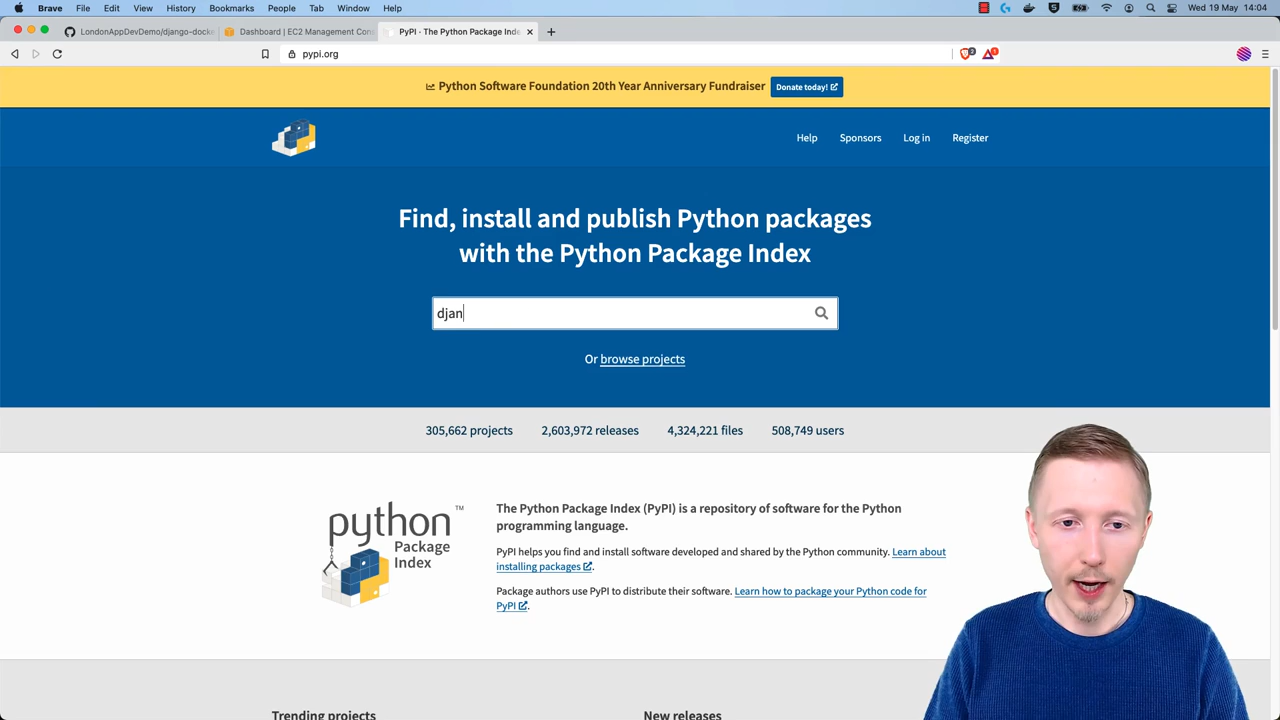 Brave File Edit View History Bookmarks People Tab Window Help Wed 19 May 14:04
LondonAppDevDemo/django-docke Dashboard | EC2 Management Con PyPI · The Python Package Inde
pypi.org
Python Software Foundation 20th Year Anniversary Fundraiser Donate today!
Help Sponsors Log in Register
Find, install and publish Python packages
with the Python Package Index
djan
Or browse projects
305,662 projects 2,603,972 releases 4,324,221 files 508,749 users
python™
Package
Index
The Python Package Index (PyPI) is a repository of software for the Python
programming language.
PyPI helps you find and install software developed and shared by the Python community. Learn about
installing packages.
Package authors use PyPI to distribute their software. Learn how to package your Python code for
PyPI.
Trending projects New releases